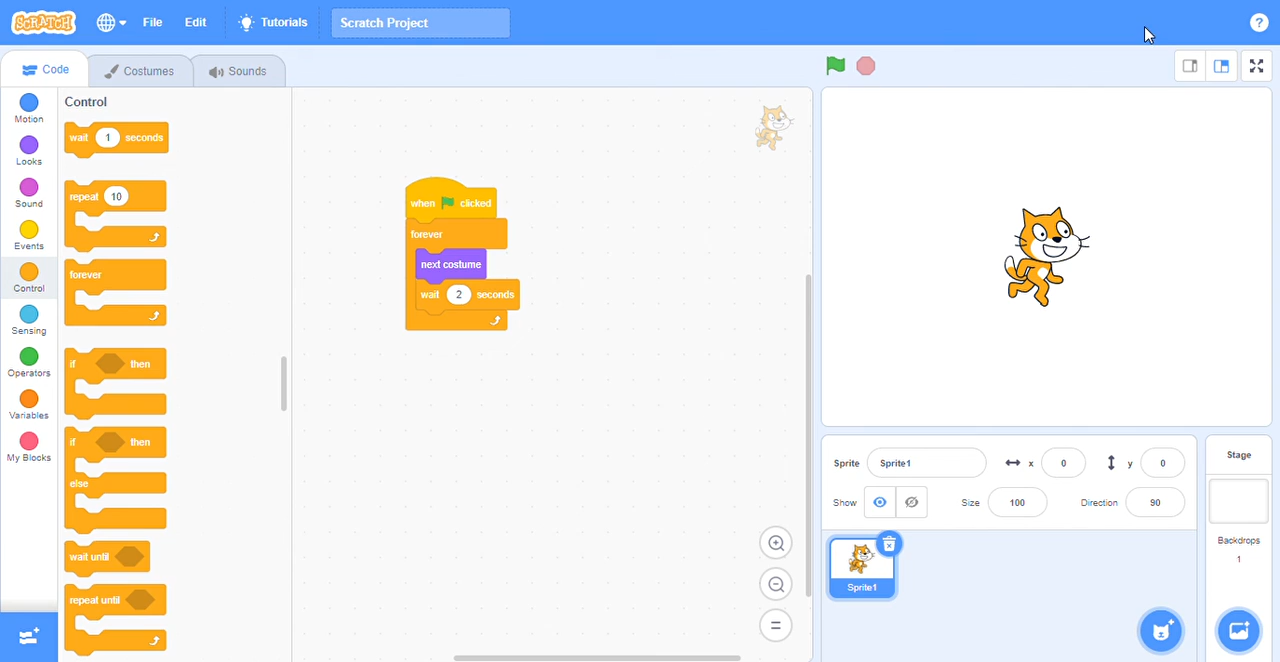 SCRATCH File Edit Tutorials Scratch Project ?
Code Costumes Sounds
Motion
Looks
Sound
Events
Control
Sensing
Operators
Variables
My Blocks
Control
wait 1 seconds
repeat 10
forever
if then
if then
else
wait until
repeat until
when clicked
forever
next costume
wait 2 seconds
Sprite Sprite1 x 0 y 0
Show Size 100 Direction 90
Sprite1
Stage
Backdrops
1